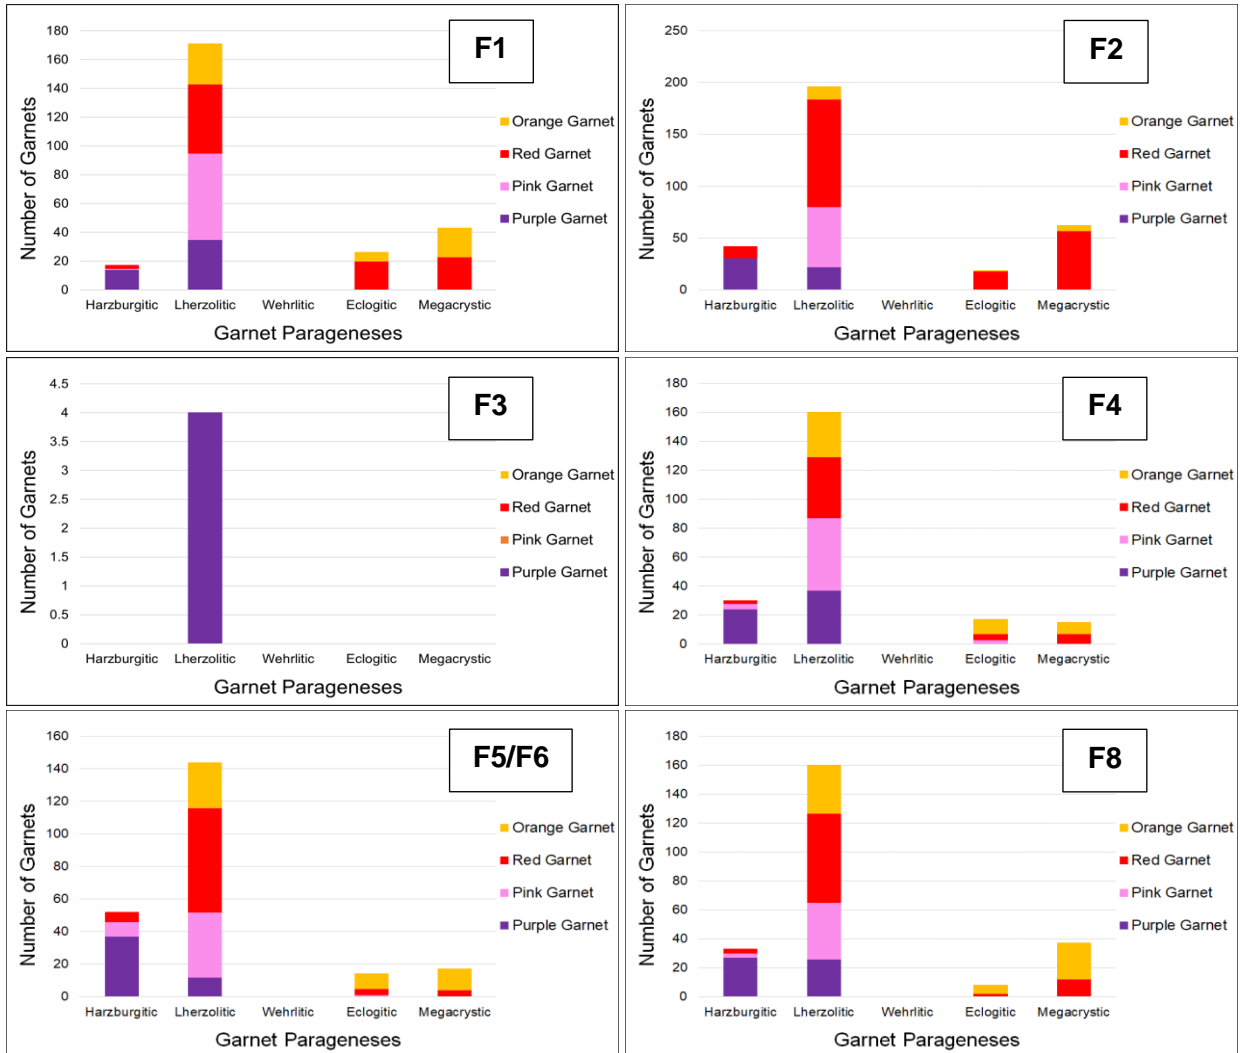 F1
Number of Garnets
180
160
140
120
100
80
60
40
20
0
Harzburgitic Lherzolitic Wehrlitic Eclogitic Megacrystic
Garnet Parageneses
Orange Garnet
Red Garnet
Pink Garnet
Purple Garnet
F2
Number of Garnets
250
200
150
100
50
0
Harzburgitic Lherzolitic Wehrlitic Eclogitic Megacrystic
Garnet Parageneses
Orange Garnet
Red Garnet
Pink Garnet
Purple Garnet
F3
Number of Garnets
4.5
4
3.5
3
2.5
2
1.5
1
0.5
0
Harzburgitic Lherzolitic Wehrlitic Eclogitic Megacrystic
Garnet Parageneses
Orange Garnet
Red Garnet
Pink Garnet
Purple Garnet
F4
Number of Garnets
180
160
140
120
100
80
60
40
20
0
Harzburgitic Lherzolitic Wehrlitic Eclogitic Megacrystic
Garnet Parageneses
Orange Garnet
Red Garnet
Pink Garnet
Purple Garnet
F5/F6
Number of Garnets
160
140
120
100
80
60
40
20
0
Harzburgitic Lherzolitic Wehrlitic Eclogitic Megacrystic
Garnet Parageneses
Orange Garnet
Red Garnet
Pink Garnet
Purple Garnet
F8
Number of Garnets
180
160
140
120
100
80
60
40
20
0
Harzburgitic Lherzolitic Wehrlitic Eclogitic Megacrystic
Garnet Parageneses
Orange Garnet
Red Garnet
Pink Garnet
Purple Garnet